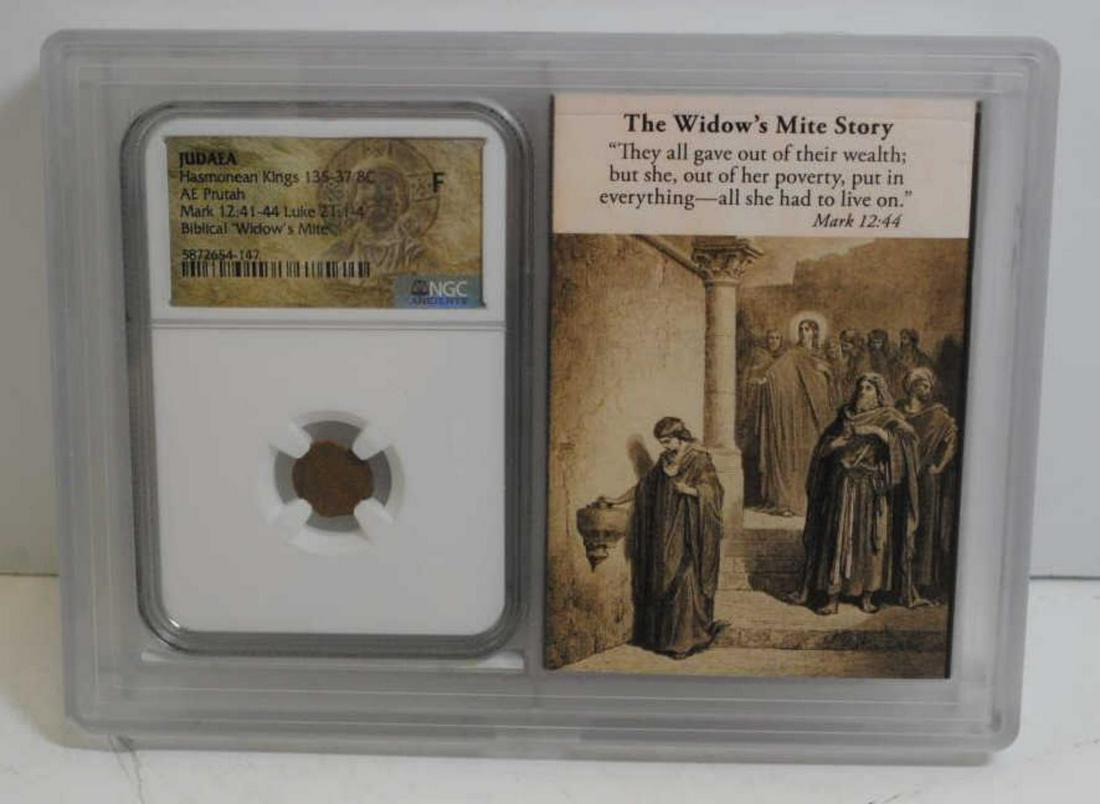 JUDAEA
Hasmonean Kings 135-37 BC
AE Prutah
F
Mark 12:41-44 Luke 21:1-4
Biblical "Widow's Mite"
5872654-147
NGC
ANCIENTS
The Widow's Mite Story
“They all gave out of their wealth;
but she, out of her poverty, put in
everything—all she had to live on.”
Mark 12:44